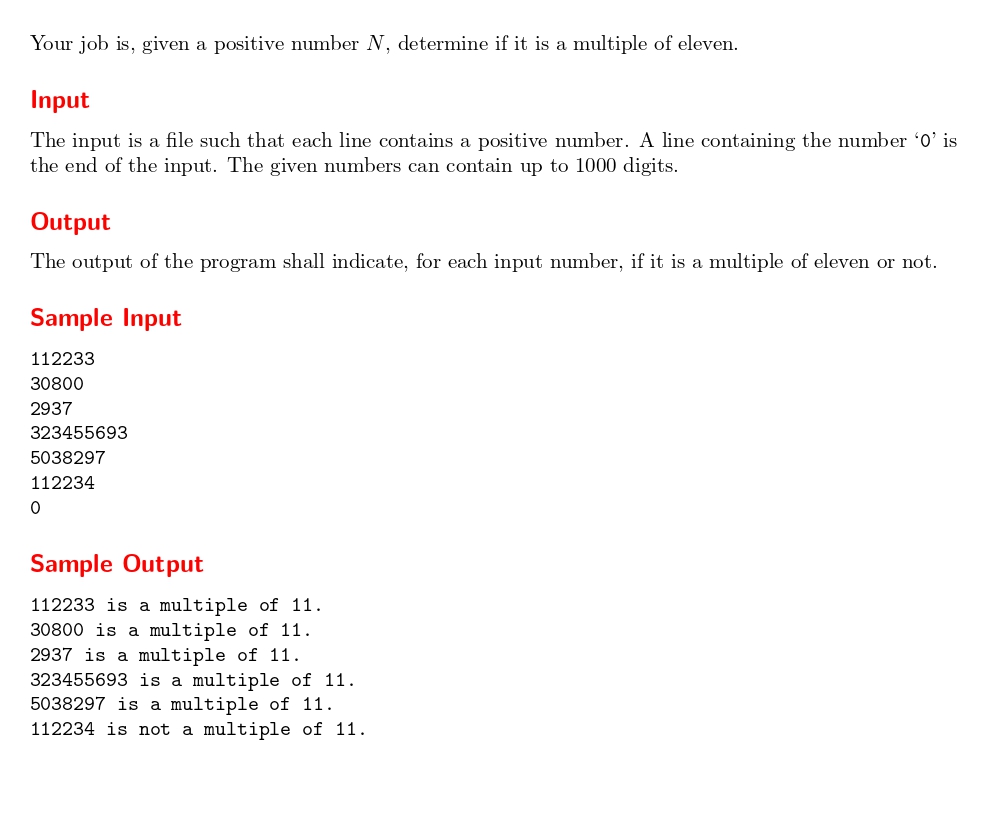 Your job is, given a positive number N, determine if it is a multiple of eleven.
Input
The input is a file such that each line contains a positive number. A line containing the number ‘0’ is
the end of the input. The given numbers can contain up to 1000 digits.
Output
The output of the program shall indicate, for each input number, if it is a multiple of eleven or not.
Sample Input
112233
30800
2937
323455693
5038297
112234
0
Sample Output
112233 is a multiple of 11.
30800 is a multiple of 11.
2937 is a multiple of 11.
323455693 is a multiple of 11.
5038297 is a multiple of 11.
112234 is not a multiple of 11.